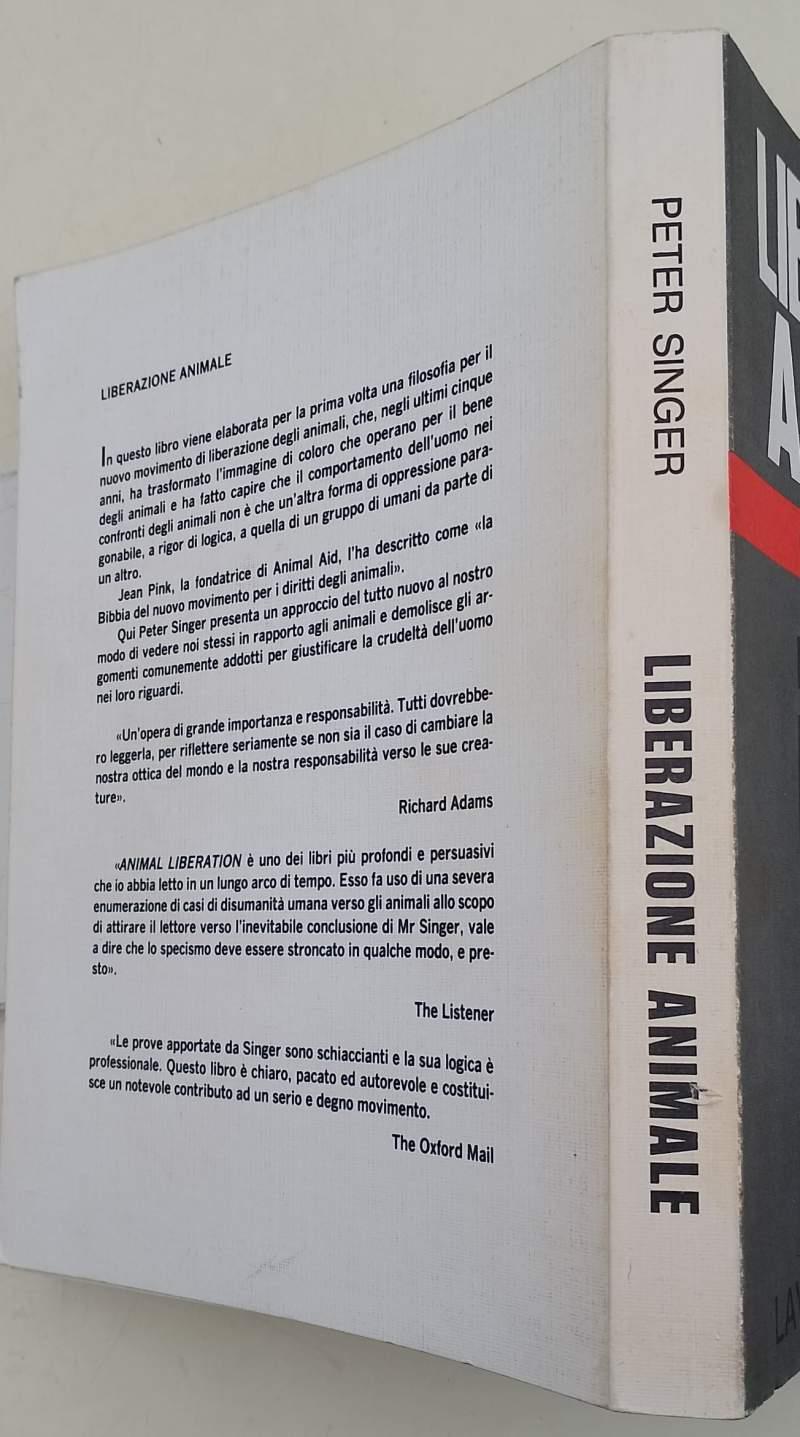 LIBERAZIONE ANIMALE
In questo libro viene elaborata per la prima volta una filosofia per il
nuovo movimento di liberazione degli animali, che, negli ultimi cinque
anni, ha trasformato l'immagine di coloro che operano per il bene
degli animali e ha fatto capire che il comportamento dell'uomo nei
confronti degli animali non è che un'altra forma di oppressione para-
gonabile, a rigor di logica, a quella di un gruppo di umani da parte di
un altro.
Jean Pink, la fondatrice di Animal Aid, l'ha descritto come «la
Bibbia del nuovo movimento per i diritti degli animali».
Qui Peter Singer presenta un approccio del tutto nuovo al nostro
modo di vedere noi stessi in rapporto agli animali e demolisce gli ar-
gomenti comunemente addotti per giustificare la crudeltà dell'uomo
nei loro riguardi.
«Un'opera di grande importanza e responsabilità. Tutti dovrebbe-
ro leggerla, per riflettere seriamente se non sia il caso di cambiare la
nostra ottica del mondo e la nostra responsabilità verso le sue crea-
ture».
Richard Adams
«ANIMAL LIBERATION è uno dei libri più profondi e persuasivi
che io abbia letto in un lungo arco di tempo. Esso fa uso di una severa
enumerazione di casi di disumanità umana verso gli animali allo scopo
di attirare il lettore verso l'inevitabile conclusione di Mr Singer, vale
a dire che lo specismo deve essere stroncato in qualche modo, e pre-
sto».
The Listener
«Le prove apportate da Singer sono schiaccianti e la sua logica è
professionale. Questo libro è chiaro, pacato ed autorevole e costitui-
sce un notevole contributo ad un serio e degno movimento.
The Oxford Mail
PETER SINGER
LIBERAZIONE ANIMALE